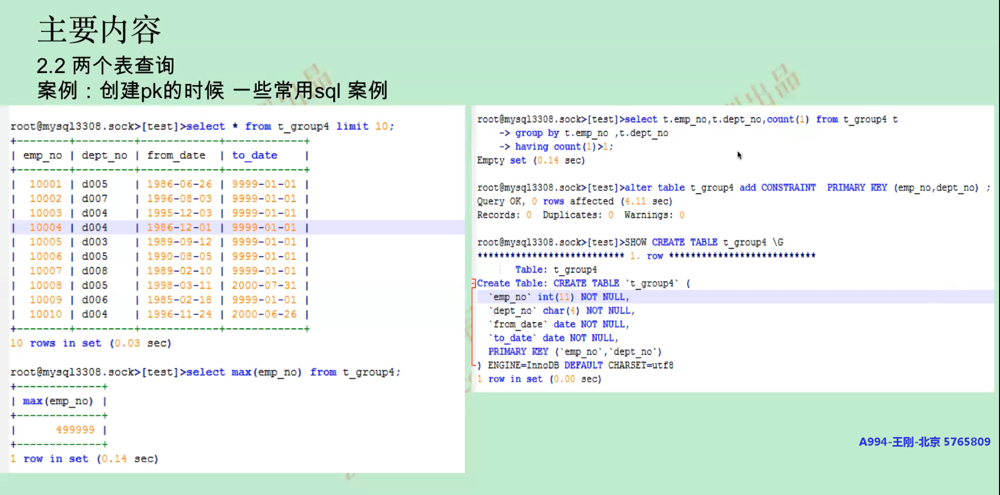 主要内容
2.2 两个表查询
案例：创建pk的时候 一些常用sql 案例
root@mysql3308.sock>[test]>select * from t_group4 limit 10;
+--------+---------+------------+------------+
| emp_no | dept_no | from_date | to_date |
+--------+---------+------------+------------+
| 10001 | d005 | 1986-06-26 | 9999-01-01 |
| 10002 | d007 | 1996-08-03 | 9999-01-01 |
| 10003 | d004 | 1995-12-03 | 9999-01-01 |
| 10004 | d004 | 1986-12-01 | 9999-01-01 |
| 10005 | d003 | 1989-09-12 | 9999-01-01 |
| 10006 | d005 | 1990-08-05 | 9999-01-01 |
| 10007 | d008 | 1989-02-10 | 9999-01-01 |
| 10008 | d005 | 1998-03-11 | 2000-07-31 |
| 10009 | d006 | 1985-02-18 | 9999-01-01 |
| 10010 | d004 | 1996-11-24 | 2000-06-26 |
+--------+---------+------------+------------+
10 rows in set (0.03 sec)
root@mysql3308.sock>[test]>select max(emp_no) from t_group4;
+-------------+
| max(emp_no) |
+-------------+
| 499999 |
+-------------+
1 row in set (0.14 sec)
root@mysql3308.sock>[test]>select t.emp_no,t.dept_no,count(1) from t_group4 t
-> group by t.emp_no ,t.dept_no
-> having count(1)>1;
Empty set (0.14 sec)
root@mysql3308.sock>[test]>alter table t_group4 add CONSTRAINT PRIMARY KEY (emp_no,dept_no) ;
Query OK, 0 rows affected (4.11 sec)
Records: 0 Duplicates: 0 Warnings: 0
root@mysql3308.sock>[test]>SHOW CREATE TABLE t_group4 \G
*************************** 1. row ***************************
Table: t_group4
Create Table: CREATE TABLE `t_group4` (
`emp_no` int(11) NOT NULL,
`dept_no` char(4) NOT NULL,
`from_date` date NOT NULL,
`to_date` date NOT NULL,
PRIMARY KEY (`emp_no`,`dept_no`)
) ENGINE=InnoDB DEFAULT CHARSET=utf8
1 row in set (0.00 sec)
A994-王刚-北京 5765809